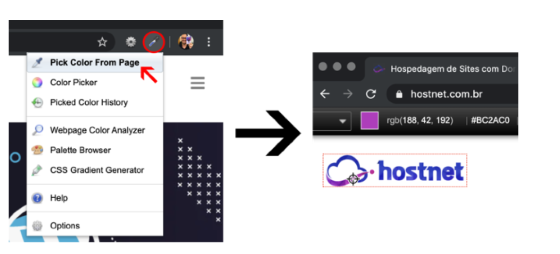 Pick Color From Page
Color Picker
Picked Color History
Webpage Color Analyzer
Palette Browser
CSS Gradient Generator
Help
Options
Hospedagem de Sites com Do
hostnet.com.br
rgb(188, 42, 192) | #BC2AC0
hostnet